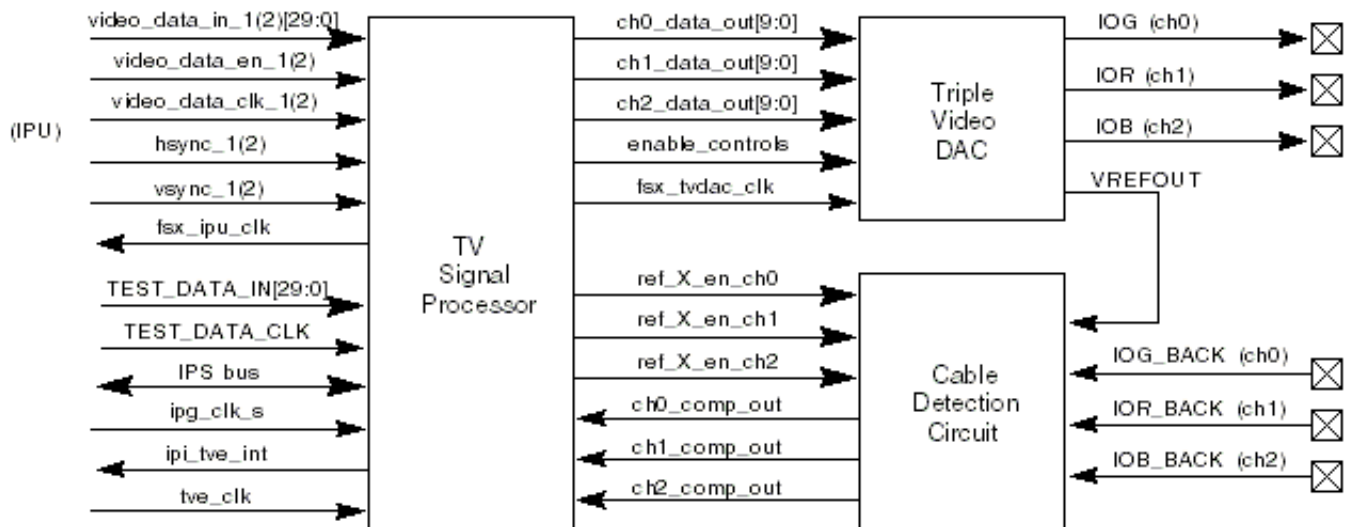 video_data_in_1(2)[29:0]
video_data_en_1(2)
video_data_clk_1(2)
(IPU)
hsync_1(2)
vsync_1(2)
fsx_ipu_clk
TEST_DATA_IN[29:0]
TEST_DATA_CLK
IPS bus
ipg_clk_s
ipi_tve_int
tve_clk
TV
Signal
Processor
ch0_data_out[9:0]
ch1_data_out[9:0]
ch2_data_out[9:0]
enable_controls
fsx_tvdac_clk
ref_X_en_ch0
ref_X_en_ch1
ref_X_en_ch2
ch0_comp_out
ch1_comp_out
ch2_comp_out
Triple
Video
DAC
Cable
Detection
Circuit
IOG (ch0)
IOR (ch1)
IOB (ch2)
VREFOUT
IOG_BACK (ch0)
IOR_BACK (ch1)
IOB_BACK (ch2)